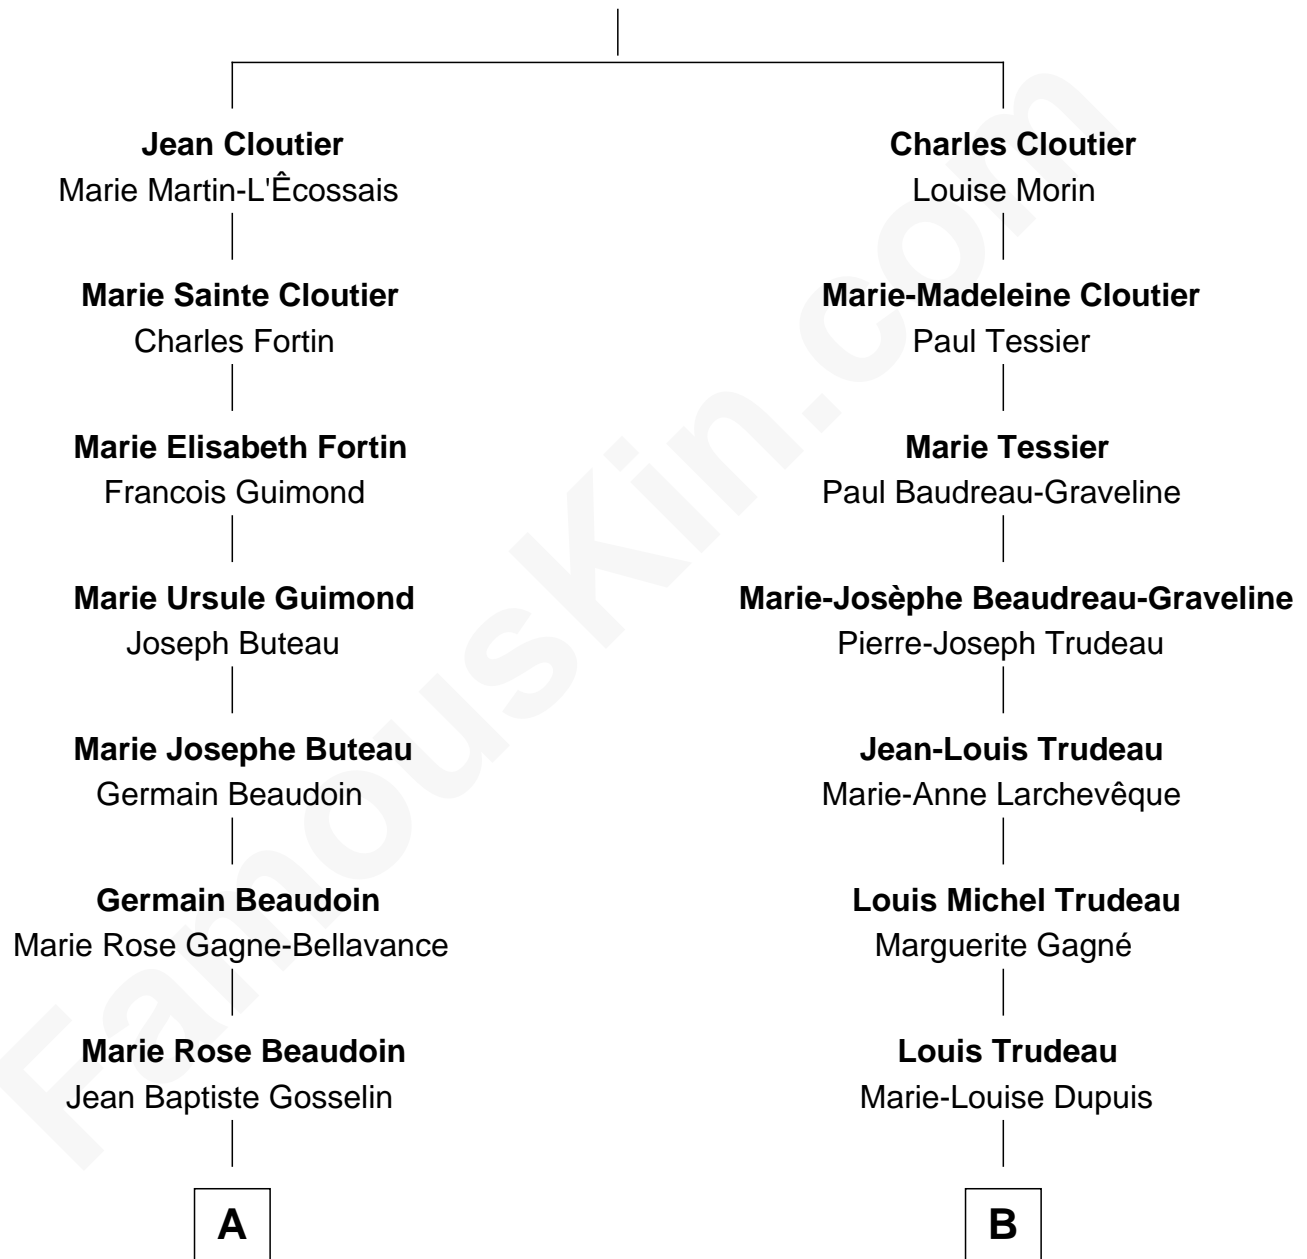 Jean Cloutier
Marie Martin-L'Êcossais
Marie Sainte Cloutier
Charles Fortin
Marie Elisabeth Fortin
Francois Guimond
Marie Ursule Guimond
Joseph Buteau
Marie Josephe Buteau
Germain Beaudoin
Germain Beaudoin
Marie Rose Gagne-Bellavance
Marie Rose Beaudoin
Jean Baptiste Gosselin
A
Charles Cloutier
Louise Morin
Marie-Madeleine Cloutier
Paul Tessier
Marie Tessier
Paul Baudreau-Graveline
Marie-Josèphe Beaudreau-Graveline
Pierre-Joseph Trudeau
Jean-Louis Trudeau
Marie-Anne Larchevêque
Louis Michel Trudeau
Marguerite Gagné
Louis Trudeau
Marie-Louise Dupuis
B
FamousKin.com